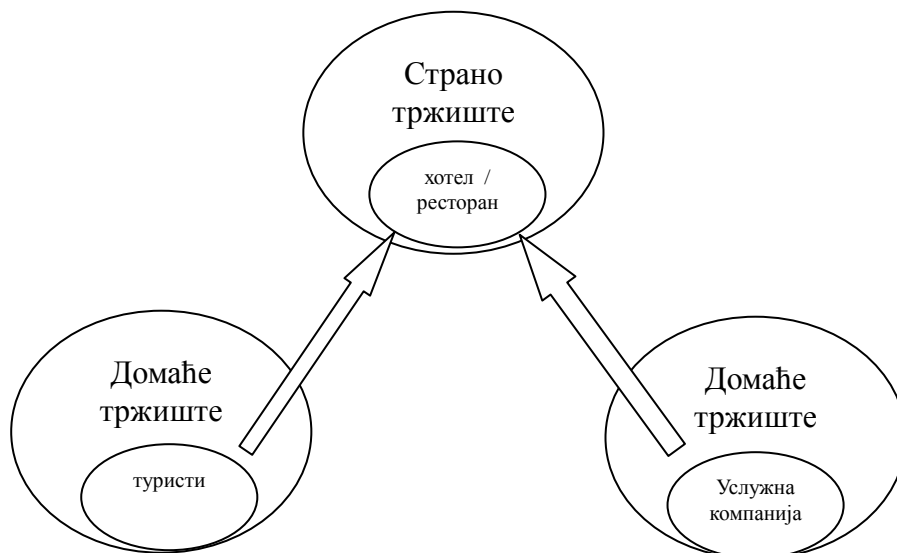 Страно
тржиште
хотел /
ресторан
Домаће
тржиште
туристи
Домаће
тржиште
Услужна
компанија